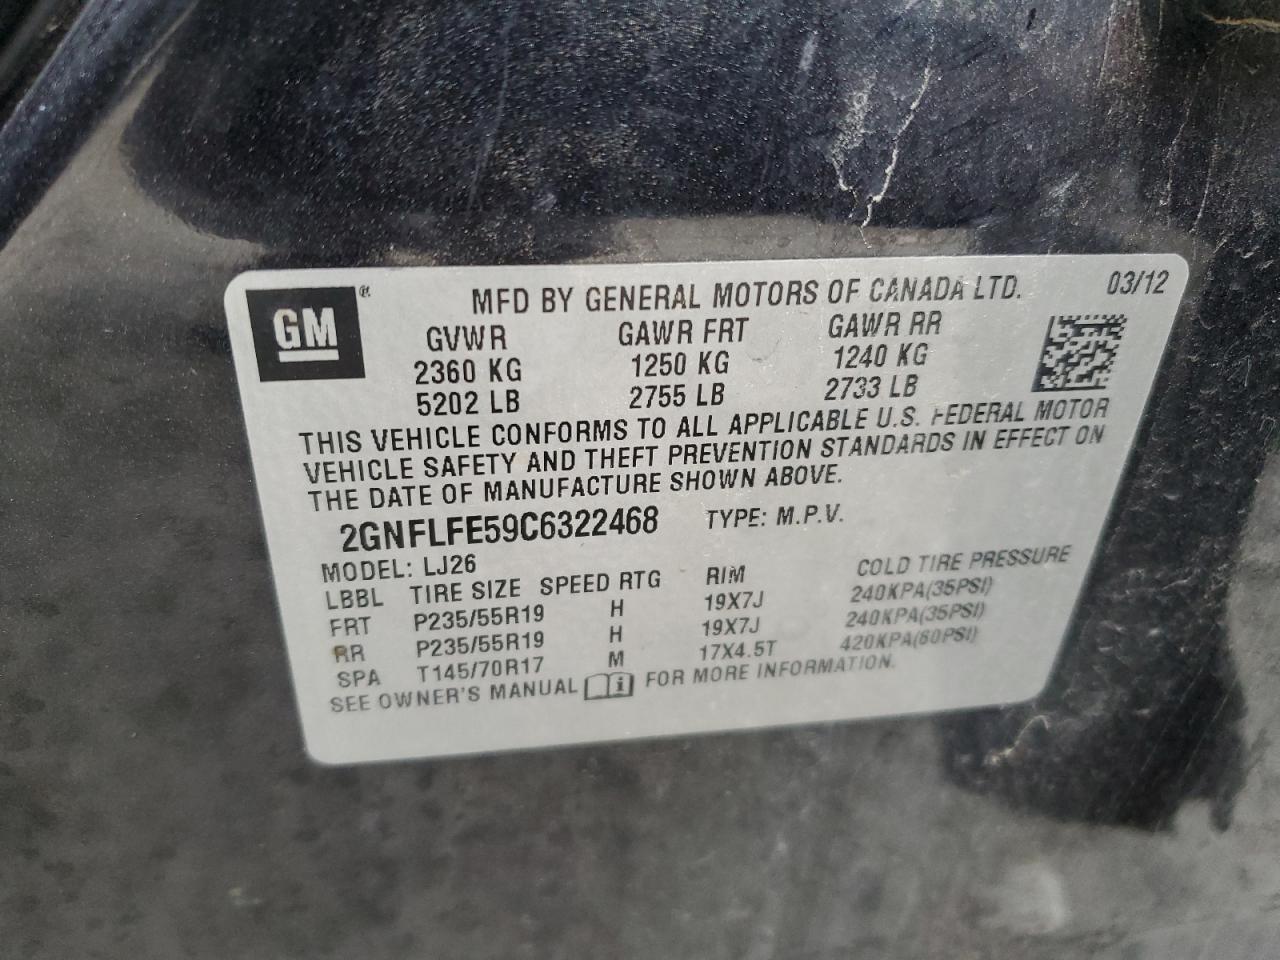 GM®
MFD BY GENERAL MOTORS OF CANADA LTD. 03/12
GVWR GAWR FRT GAWR RR
2360 KG 1250 KG 1240 KG
5202 LB 2755 LB 2733 LB
THIS VEHICLE CONFORMS TO ALL APPLICABLE U.S. FEDERAL MOTOR
VEHICLE SAFETY AND THEFT PREVENTION STANDARDS IN EFFECT ON
THE DATE OF MANUFACTURE SHOWN ABOVE.
2GNFLFE59C6322468 TYPE: M.P.V.
MODEL: LJ26
LBBL TIRE SIZE SPEED RTG RIM COLD TIRE PRESSURE
FRT P235/55R19 H 19X7J 240KPA(35PSI)
RR P235/55R19 H 19X7J 240KPA(35PSI)
SPA T145/70R17 M 17X4.5T 420KPA(60PSI)
SEE OWNER'S MANUAL i FOR MORE INFORMATION.